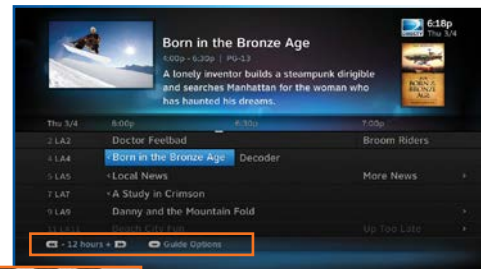 6:18p
Thu 3/4
Born in the Bronze Age
4:00p - 6:30p | PG-13
A lonely inventor builds a steampunk dirigible
and searches Manhattan for the woman who
has haunted his dreams.
BORN IN A BRONZE AGE
Thu 3/4 6:00p 6:30p 7:00p
2 LA2 Doctor Feelbad Broom Riders
4 LA4 Born in the Bronze Age Decoder
5 LA5 Local News More News
7 LA7 A Study in Crimson
9 LA9 Danny and the Mountain Fold
11 LA11 Beach City Fun Up Too Late
- 12 hours + Guide Options